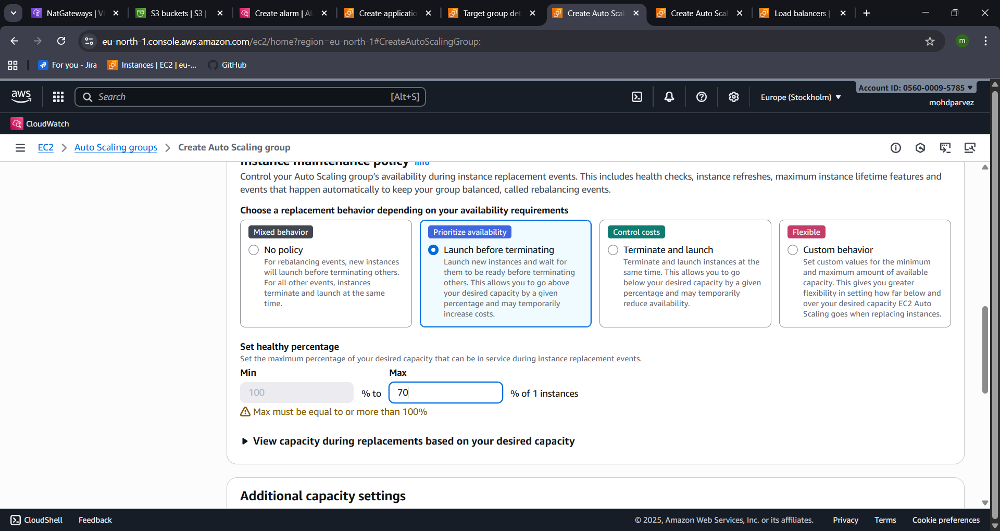 NatGateways | V
S3 buckets | S3 |
Create alarm | Al
Create applicatio
Target group det
Create Auto Scal
Create Auto Scal
Load balancers |
eu-north-1.console.aws.amazon.com/ec2/home?region=eu-north-1#CreateAutoScalingGroup:
m
For you - Jira
Instances | EC2 | eu-...
GitHub
aws
Search
[Alt+S]
Europe (Stockholm)
Account ID: 0560-0009-5785
mohdparvez
CloudWatch
EC2
Auto Scaling groups
Create Auto Scaling group
Instance maintenance policy Info
Control your Auto Scaling group's availability during instance replacement events. This includes health checks, instance refreshes, maximum instance lifetime features and
events that happen automatically to keep your group balanced, called rebalancing events.
Choose a replacement behavior depending on your availability requirements
Mixed behavior
No policy
For rebalancing events, new instances
will launch before terminating others.
For all other events, instances
terminate and launch at the same
time.
Prioritize availability
Launch before terminating
Launch new instances and wait for
them to be ready before terminating
others. This allows you to go above
your desired capacity by a given
percentage and may temporarily
increase costs.
Control costs
Terminate and launch
Terminate and launch instances at the
same time. This allows you to go
below your desired capacity by a given
percentage and may temporarily
reduce availability.
Flexible
Custom behavior
Set custom values for the minimum
and maximum amount of available
capacity. This gives you greater
flexibility in setting how far below and
over your desired capacity EC2 Auto
Scaling goes when replacing instances.
Set healthy percentage
Set the maximum percentage of your desired capacity that can be in service during instance replacement events.
Min
Max
100
% to
70
% of 1 instances
Max must be equal to or more than 100%
View capacity during replacements based on your desired capacity
Additional capacity settings
CloudShell
Feedback
© 2025, Amazon Web Services, Inc. or its affiliates.
Privacy
Terms
Cookie preferences